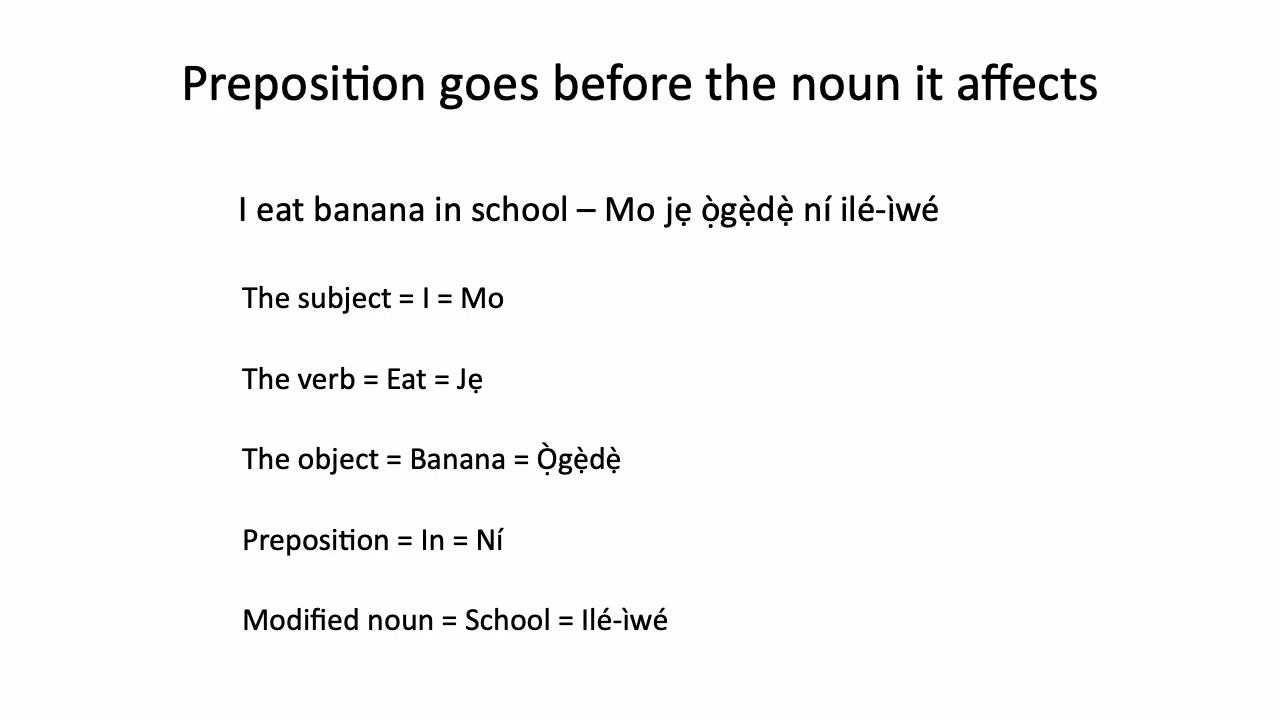 Preposition goes before the noun it affects
I eat banana in school – Mo jẹ ọ̀gẹ̀dẹ̀ ní ilé-ìwé
The subject = I = Mo
The verb = Eat = Jẹ
The object = Banana = Ọ̀gẹ̀dẹ̀
Preposition = In = Ní
Modified noun = School = Ilé-ìwé